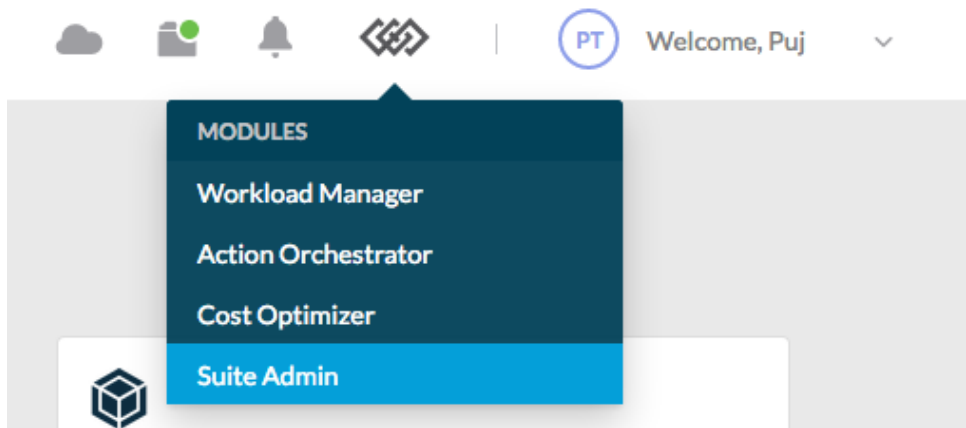 PT Welcome, Puj
MODULES
Workload Manager
Action Orchestrator
Cost Optimizer
Suite Admin